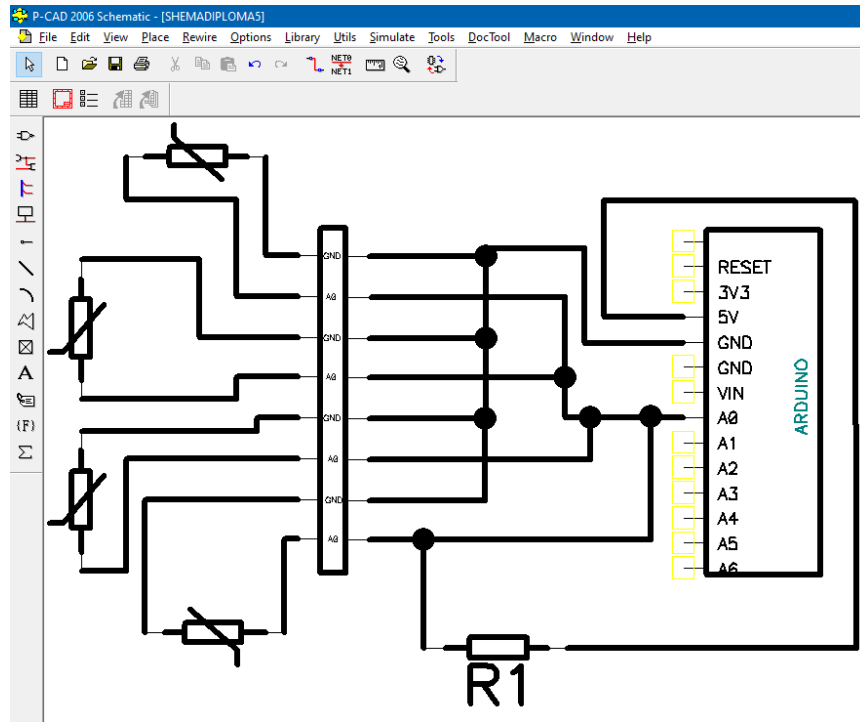 P-CAD 2006 Schematic - [SHEMADIPLOMA5]
File Edit View Place Rewire Options Library Utils Simulate Tools DocTool Macro Window Help
NET0
NET1
A
{F}
Σ
GND
A0
GND
A0
GND
A0
GND
A0
RESET
3V3
5V
GND
GND
VIN
A0
A1
A2
A3
A4
A5
A6
ARDUINO
R1